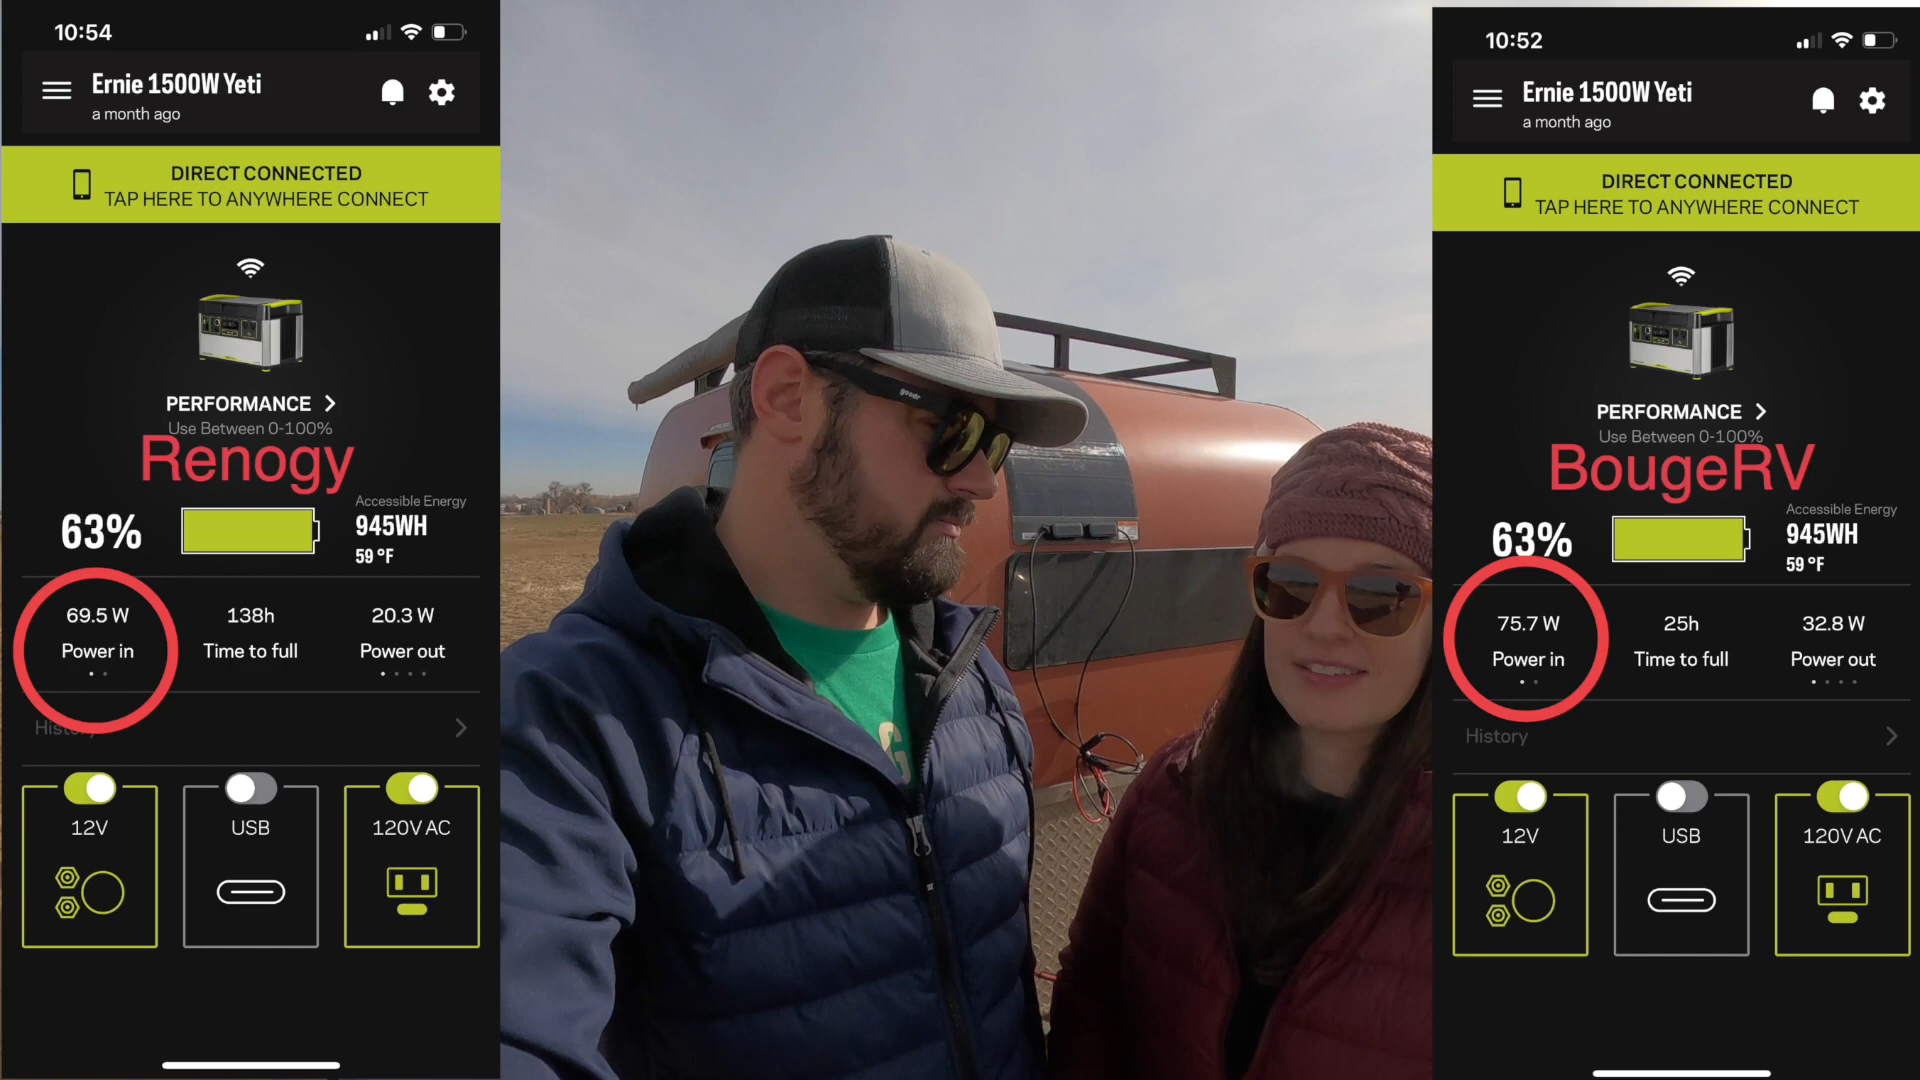 10:54
Ernie 1500W Yeti
a month ago
DIRECT CONNECTED
TAP HERE TO ANYWHERE CONNECT
PERFORMANCE
Use Between 0-100%
Renogy
Accessible Energy
63%
945WH
59 °F
69.5 W
138h
20.3 W
Power in
Time to full
Power out
History
12V
USB
120V AC
goodr
G
10:52
Ernie 1500W Yeti
a month ago
DIRECT CONNECTED
TAP HERE TO ANYWHERE CONNECT
PERFORMANCE
Use Between 0-100%
BougeRV
Accessible Energy
63%
945WH
59 °F
75.7 W
25h
32.8 W
Power in
Time to full
Power out
History
12V
USB
120V AC